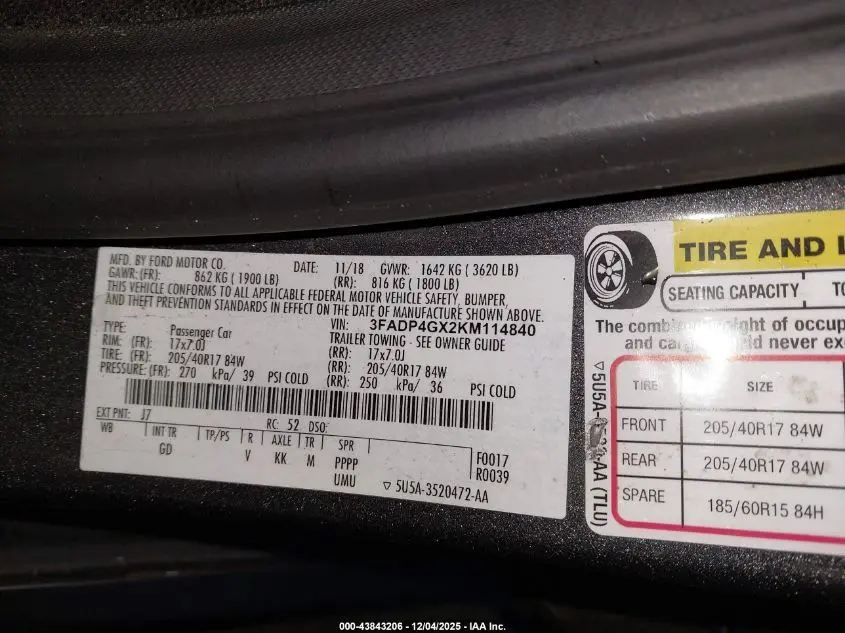 MFD. BY FORD MOTOR CO.
DATE: 11/18 GVWR: 1642 KG ( 3620 LB)
GAWR: (FR): 862 KG ( 1900 LB) (RR): 816 KG ( 1800 LB)
THIS VEHICLE CONFORMS TO ALL APPLICABLE FEDERAL MOTOR VEHICLE SAFETY, BUMPER,
AND THEFT PREVENTION STANDARDS IN EFFECT ON THE DATE OF MANUFACTURE SHOWN ABOVE.
VIN: 3FADP4GX2KM114840
TYPE: Passenger Car TRAILER TOWING - SEE OWNER GUIDE
RIM: (FR): 17x7.0J (RR): 17x7.0J
TIRE: (FR): 205/40R17 84W (RR): 205/40R17 84W
PRESSURE: (FR): 270 kPa/ 39 PSI COLD (RR): 250 kPa/ 36 PSI COLD
EXT PNT: J7 RC: 52 DSO:
WB INT TR TP/PS R AXLE TR SPR
GD V KK M PPPP
UMU
F0017
R0039
▽ 5U5A-3520472-AA
TIRE AND L
SEATING CAPACITY TO
The weight of occup
and never exc
TIRE SIZE
FRONT 205/40R17 84W
REAR 205/40R17 84W
SPARE 185/60R15 84H
▽5U5A- -AA (TLU)
000-43843206 - 12/04/2025 - IAA Inc.